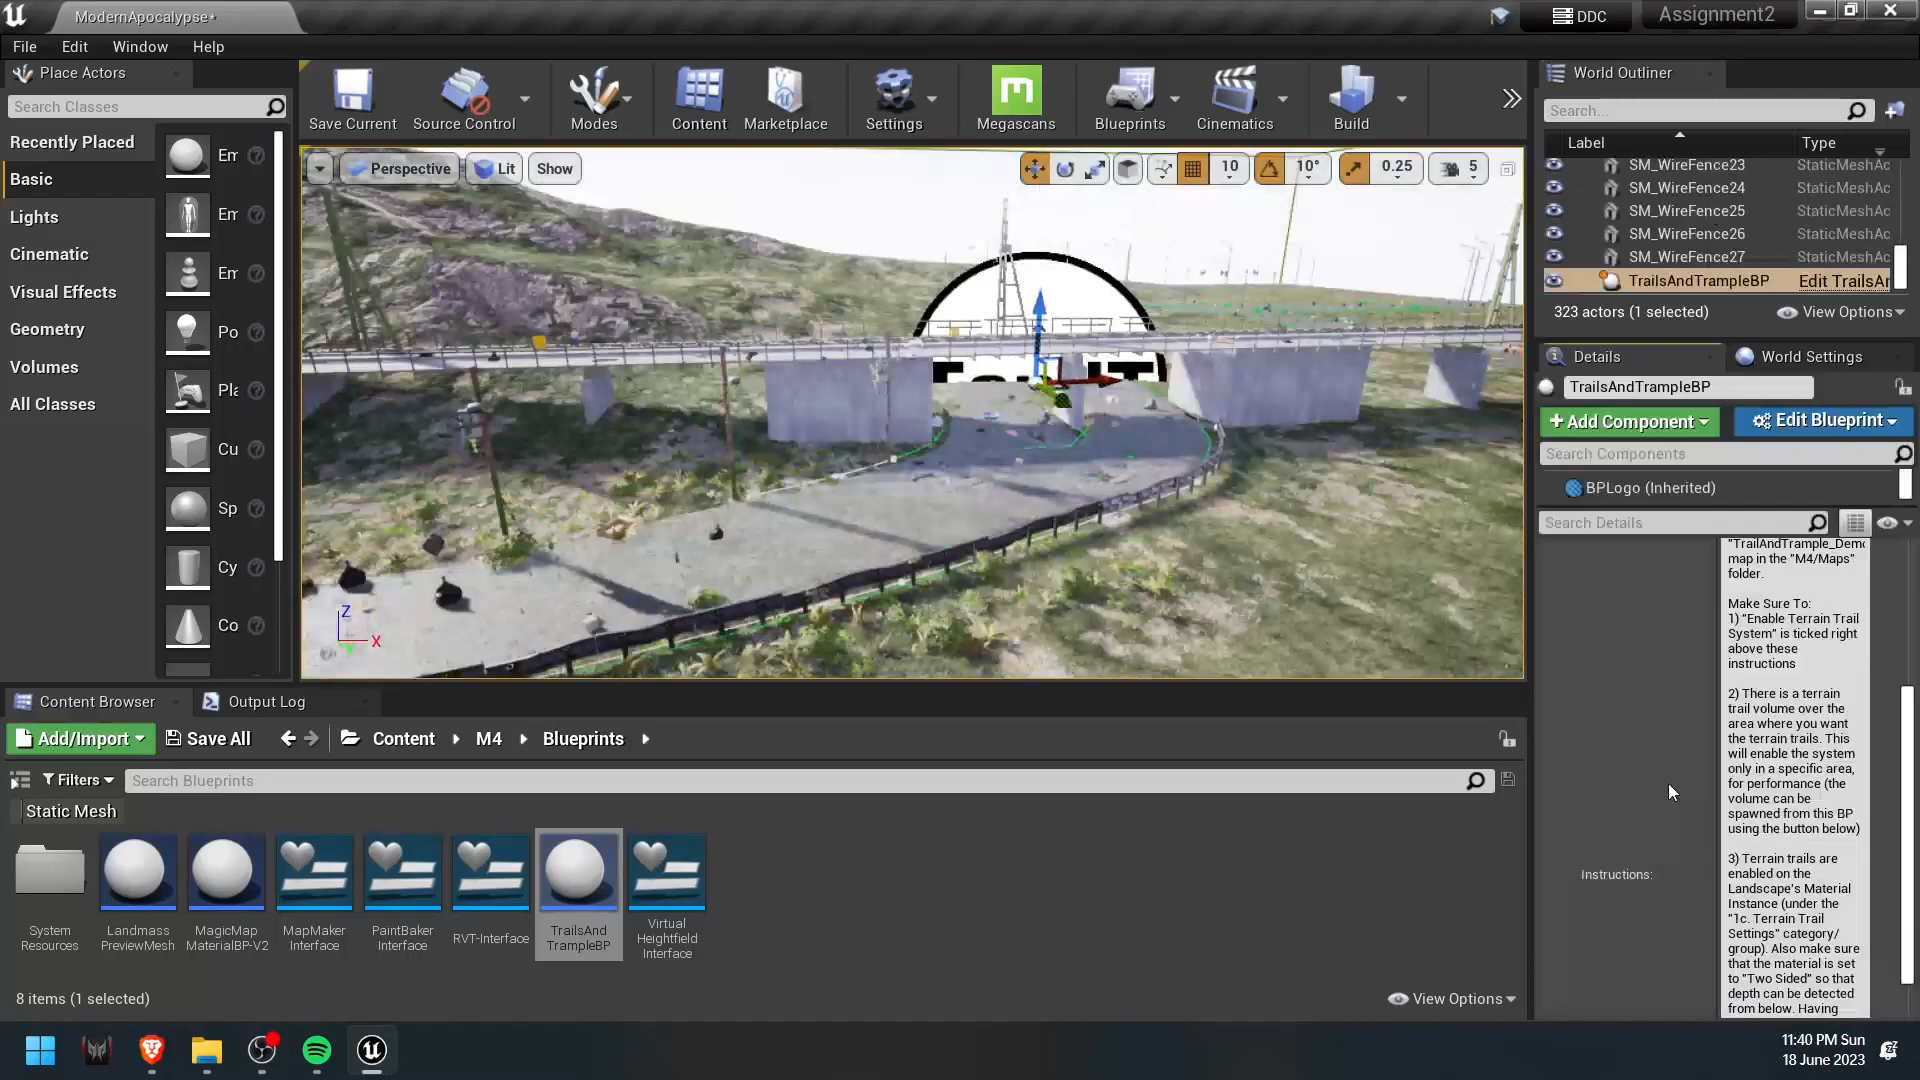 ModernApocalypse*
DDC
Assignment2
File
Edit
Window
Help
Place Actors
Search Classes
Recently Placed
Basic
Lights
Cinematic
Visual Effects
Geometry
Volumes
All Classes
Em
Em
Em
Po
Pla
Cu
Sp
Cy
Co
Save Current
Source Control
Modes
Content
Marketplace
Settings
Megascans
Blueprints
Cinematics
Build
Perspective
Lit
Show
10
10°
0.25
5
Z
X
Y
World Outliner
Search...
Label
Type
SM_WireFence23
StaticMeshAc
SM_WireFence24
StaticMeshAc
SM_WireFence25
StaticMeshAc
SM_WireFence26
StaticMeshAc
SM_WireFence27
StaticMeshAc
TrailsAndTrampleBP
Edit TrailsAr
323 actors (1 selected)
View Options
Details
World Settings
TrailsAndTrampleBP
+ Add Component
Edit Blueprint
Search Components
BPLogo (Inherited)
Search Details
Instructions:
"TrailAndTrample_Demo
map in the "M4/Maps"
folder.
Make Sure To:
1) "Enable Terrain Trail
System" is ticked right
above these
instructions
2) There is a terrain
trail volume over the
area where you want
the terrain trails. This
will enable the system
only in a specific area,
for performance (the
volume can be
spawned from this BP
using the button below)
3) Terrain trails are
enabled on the
Landscape's Material
Instance (under the
"1c. Terrain Trail
Settings" category/
group). Also make sure
that the material is set
to "Two Sided" so that
depth can be detected
from below. Having
Content Browser
Output Log
Add/Import
Save All
Content
M4
Blueprints
Filters
Search Blueprints
Static Mesh
System
Resources
Landmass
PreviewMesh
MagicMap
MaterialBP-V2
MapMaker
Interface
PaintBaker
Interface
RVT-Interface
TrailsAnd
TrampleBP
Virtual
Heightfield
Interface
8 items (1 selected)
View Options
11:40 PM Sun
18 June 2023